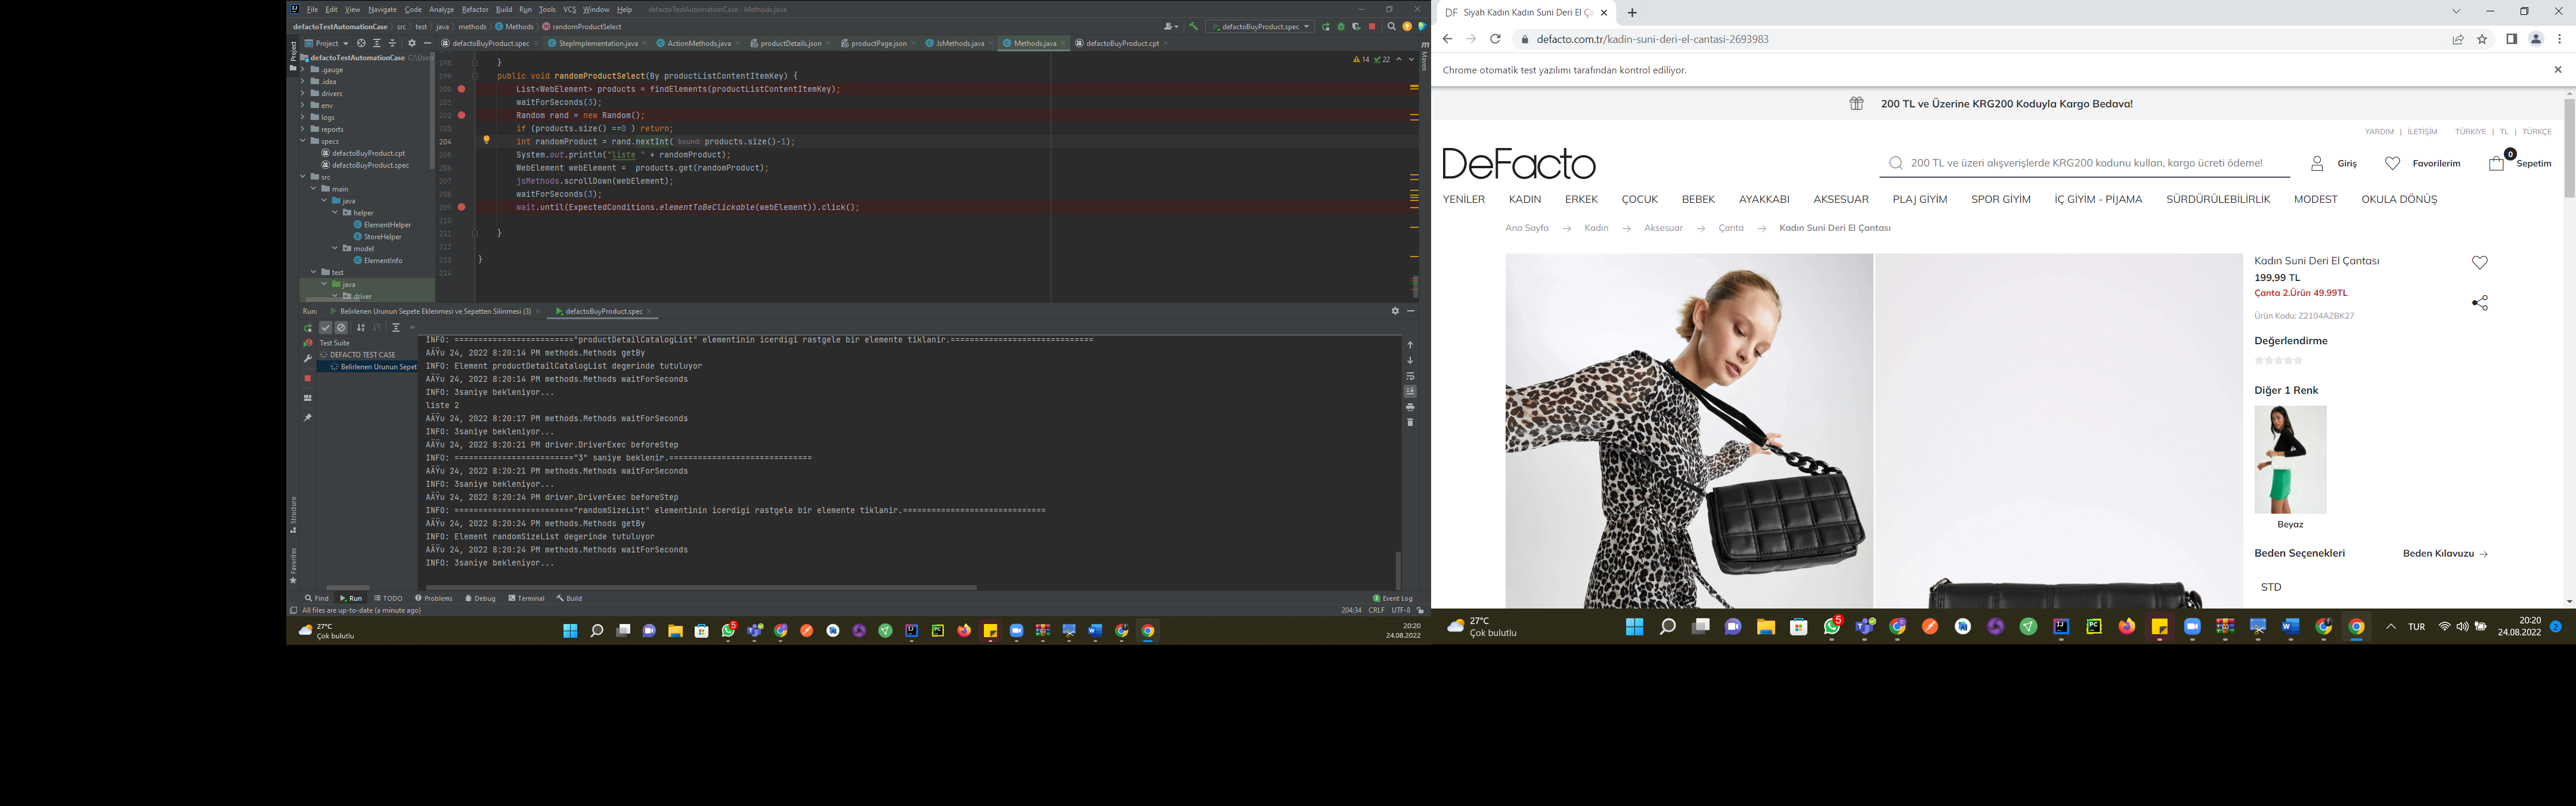 File Edit View Navigate Code Analyze Refactor Build Run Tools VCS Window Help defactoTestAutomationCase - Methods.java
defactoTestAutomationCase src test java methods Methods randomProductSelect
defactoBuyProduct.spec
Project
defactoBuyProduct.spec StepImplementation.java ActionMethods.java productDetails.json productPage.json JsMethods.java Methods.java defactoBuyProduct.cpt
Project
Maven
defactoTestAutomationCase C:\Users
.gauge
.idea
drivers
env
logs
reports
specs
defactoBuyProduct.cpt
defactoBuyProduct.spec
src
main
java
helper
ElementHelper
StoreHelper
model
ElementInfo
test
java
driver
14 22
198 }
199 public void randomProductSelect(By productListContentItemKey) {
200 List<WebElement> products = findElements(productListContentItemKey);
201 waitForSeconds(3);
202 Random rand = new Random();
203 if (products.size() ==0 ) return;
204 int randomProduct = rand.nextInt( bound: products.size()-1);
205 System.out.println("liste " + randomProduct);
206 WebElement webElement = products.get(randomProduct);
207 jsMethods.scrollDown(webElement);
208 waitForSeconds(3);
209 wait.until(ExpectedConditions.elementToBeClickable(webElement)).click();
210
211 }
212
213 }
214
Run: Belirlenen Urunun Sepete Eklenmesi ve Sepetten Silinmesi (3) defactoBuyProduct.spec
Test Suite
DEFACTO TEST CASE
Belirlenen Urunun Sepet
INFO: ========================="productDetailCatalogList" elementinin icerdigi rastgele bir elemente tiklanir.==============================
AÄŸu 24, 2022 8:20:14 PM methods.Methods getBy
INFO: Element productDetailCatalogList degerinde tutuluyor
AÄŸu 24, 2022 8:20:14 PM methods.Methods waitForSeconds
INFO: 3saniye bekleniyor...
liste 2
AÄŸu 24, 2022 8:20:17 PM methods.Methods waitForSeconds
INFO: 3saniye bekleniyor...
AÄŸu 24, 2022 8:20:21 PM driver.DriverExec beforeStep
INFO: ========================="3" saniye beklenir.==============================
AÄŸu 24, 2022 8:20:21 PM methods.Methods waitForSeconds
INFO: 3saniye bekleniyor...
AÄŸu 24, 2022 8:20:24 PM driver.DriverExec beforeStep
INFO: ========================="randomSizeList" elementinin icerdigi rastgele bir elemente tiklanir.==============================
AÄŸu 24, 2022 8:20:24 PM methods.Methods getBy
INFO: Element randomSizeList degerinde tutuluyor
AÄŸu 24, 2022 8:20:24 PM methods.Methods waitForSeconds
INFO: 3saniye bekleniyor...
Structure
Favorites
Find Run TODO Problems Debug Terminal Build
3 Event Log
All files are up-to-date (a minute ago)
204:34 CRLF UTF-8
27°C
Çok bulutlu
5
20:20
24.08.2022
DF Siyah Kadın Kadın Suni Deri El Ça
defacto.com.tr/kadin-suni-deri-el-cantasi-2693983
Chrome otomatik test yazılımı tarafından kontrol ediliyor.
200 TL ve Üzerine KRG200 Koduyla Kargo Bedava!
YARDIM | İLETİŞİM TÜRKIYE | TL | TÜRKÇE
DeFacto
200 TL ve üzeri alışverişlerde KRG200 kodunu kullan, kargo ücreti ödeme!
Giriş
Favorilerim
0
Sepetim
YENİLER KADIN ERKEK ÇOCUK BEBEK AYAKKABI AKSESUAR PLAJ GİYİM SPOR GİYİM İÇ GİYİM - PİJAMA SÜRDÜRÜLEBİLİRLİK MODEST OKULA DÖNÜŞ
Ana Sayfa Kadın Aksesuar Çanta Kadın Suni Deri El Çantası
Kadın Suni Deri El Çantası
199,99 TL
Çanta 2.Ürün 49.99TL
Ürün Kodu: Z2104AZBK27
Değerlendirme
Diğer 1 Renk
Beyaz
Beden Seçenekleri Beden Kılavuzu
STD
27°C
Çok bulutlu
5
TUR
20:20
24.08.2022
2